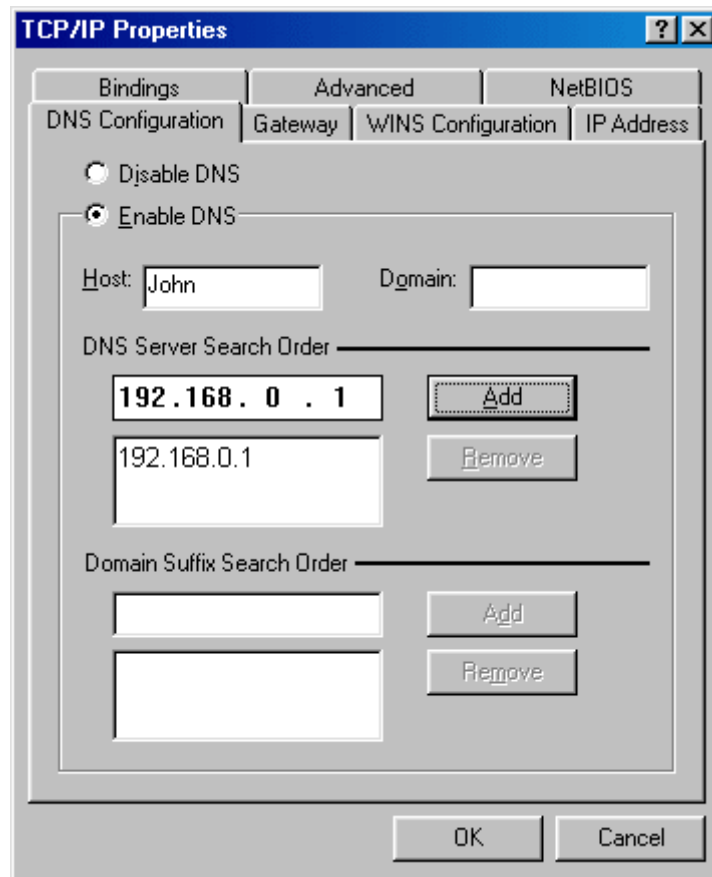 TCP/IP Properties
Bindings Advanced NetBIOS
DNS Configuration Gateway WINS Configuration IP Address
Disable DNS
Enable DNS
Host: John Domain:
DNS Server Search Order
192.168. 0 . 1 Add
192.168.0.1 Remove
Domain Suffix Search Order
Add
Remove
OK Cancel